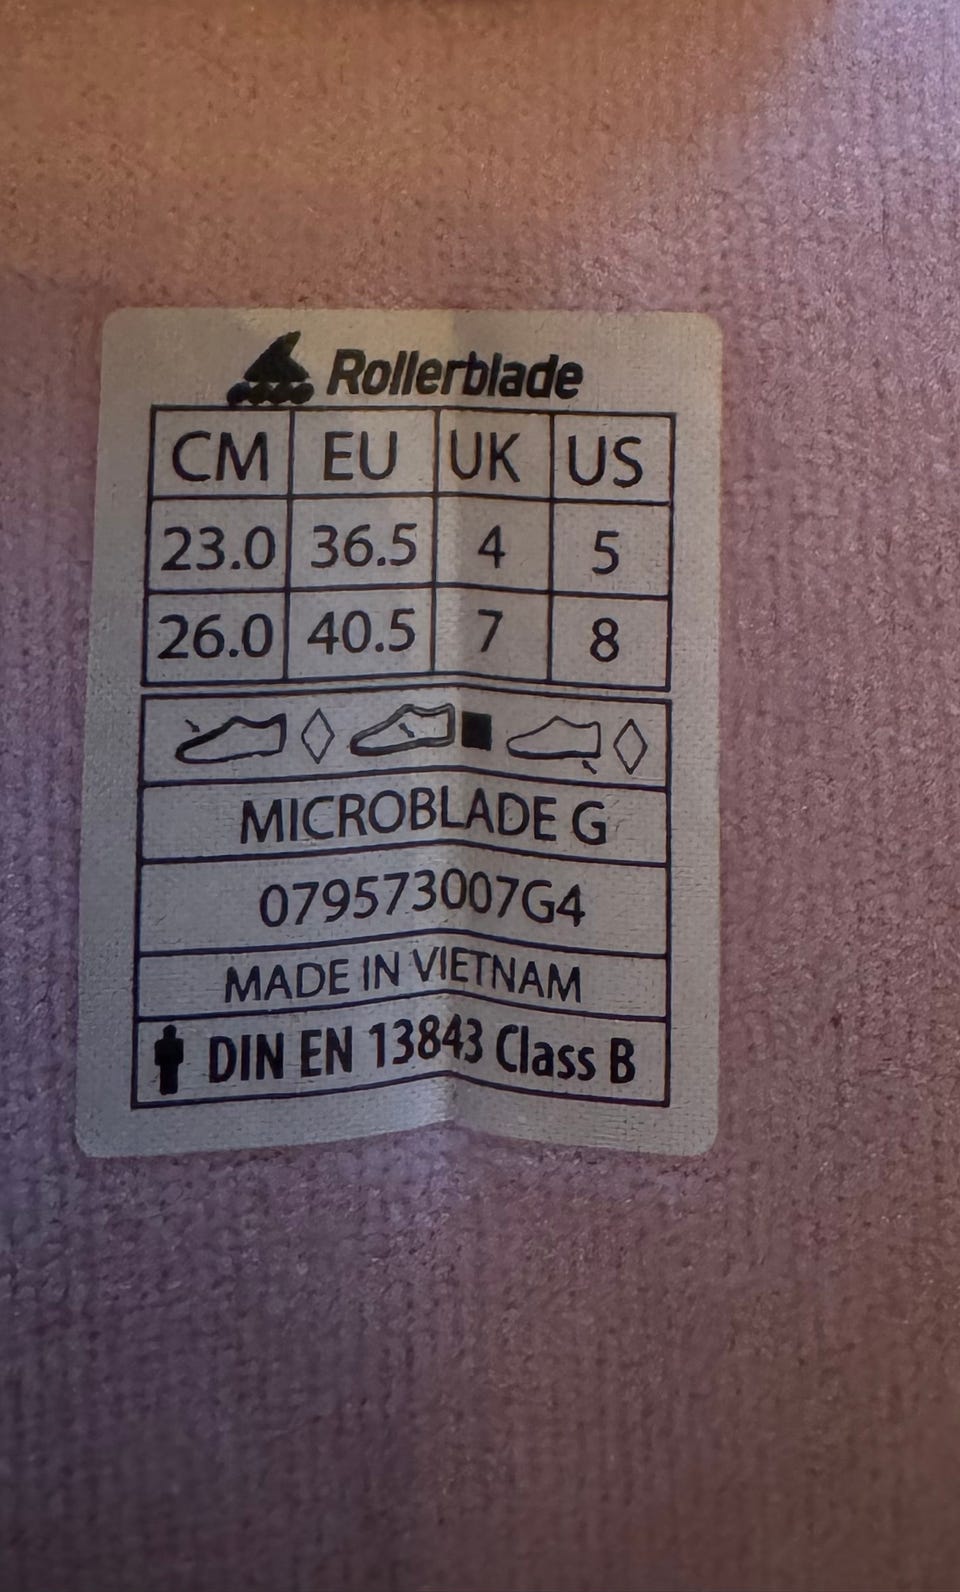 Rollerblade
CM EU UK US
23.0 36.5 4 5
26.0 40.5 7 8
MICROBLADE G
079573007G4
MADE IN VIETNAM
DIN EN 13843 Class B